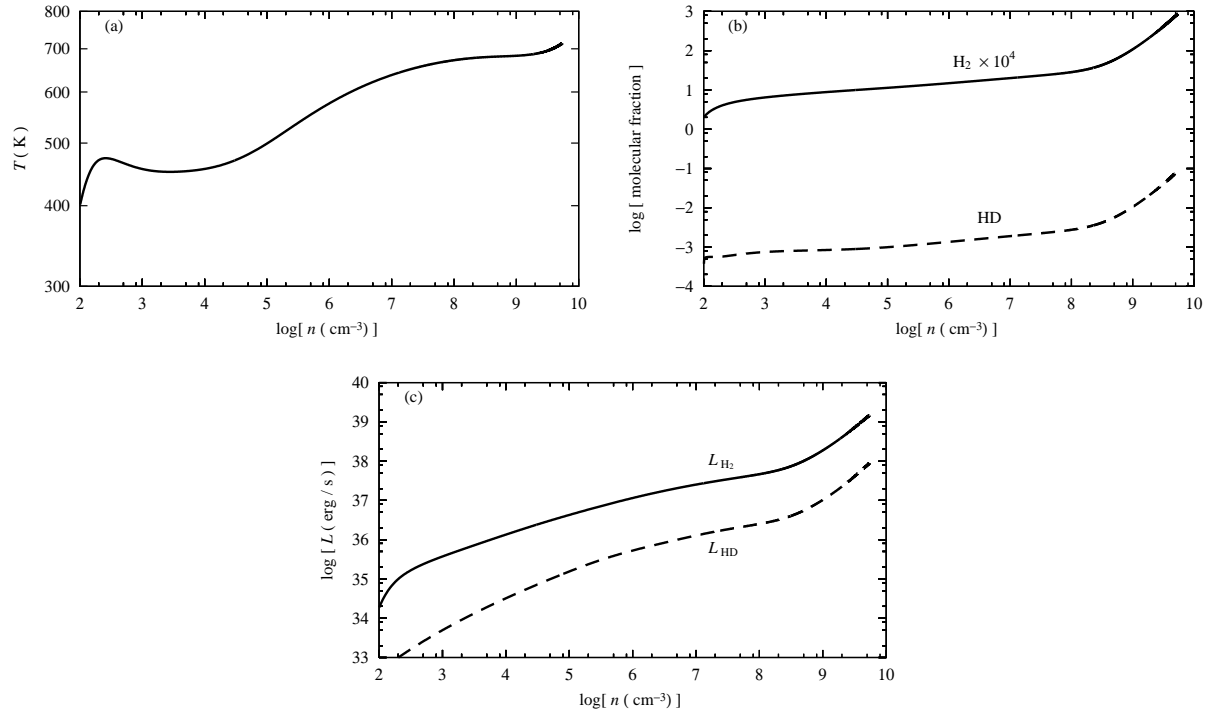 (a)
800
700
600
500
400
300
T ( K )
2 3 4 5 6 7 8 9 10
log[ n ( cm⁻³) ]
(b)
3
2
1
0
−1
−2
−3
−4
log [ molecular fraction ]
H₂ ×10⁴
HD
2 3 4 5 6 7 8 9 10
log[ n ( cm⁻³) ]
(c)
40
39
38
37
36
35
34
33
log [ L ( erg / s ) ]
L H₂
L HD
2 3 4 5 6 7 8 9 10
log[ n ( cm⁻³) ]